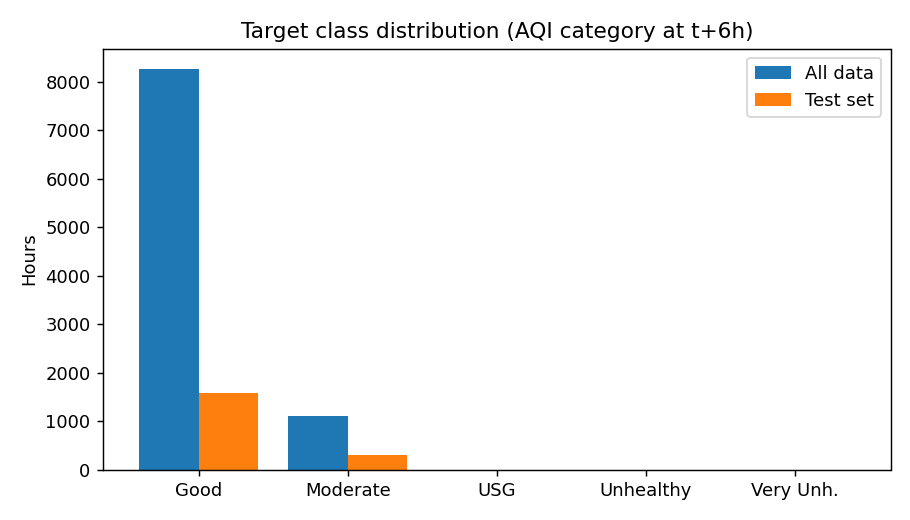 Target class distribution (AQI category at t+6h)
All data
Test set
Hours
8000
7000
6000
5000
4000
3000
2000
1000
0
Good
Moderate
USG
Unhealthy
Very Unh.